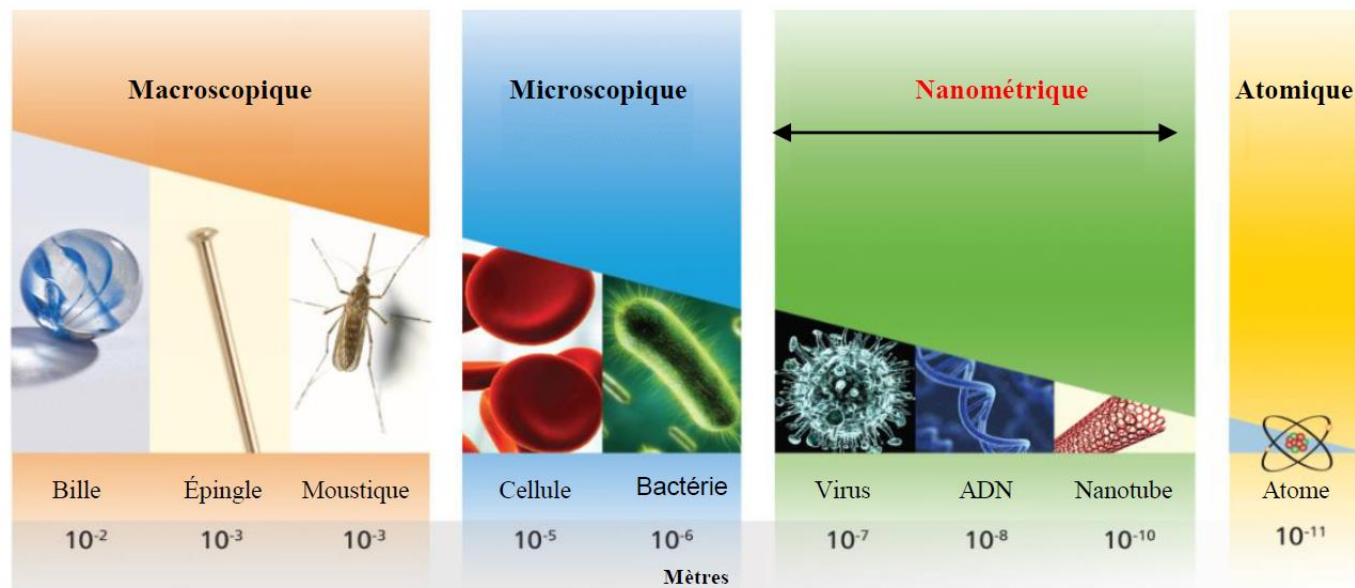 Macroscopique
Microscopique
Nanométrique
Atomique
Bille
Épingle
Moustique
Cellule
Bactérie
Virus
ADN
Nanotube
Atome
10⁻²
10⁻³
10⁻³
10⁻⁵
10⁻⁶
10⁻⁷
10⁻⁸
10⁻¹⁰
10⁻¹¹
Mètres